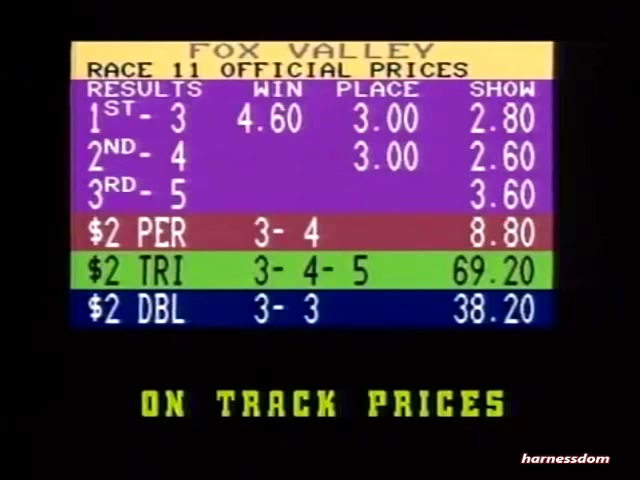 FOX VALLEY
RACE 11 OFFICIAL PRICES
RESULTS WIN PLACE SHOW
1ST- 3 4.60 3.00 2.80
2ND- 4 3.00 2.60
3RD- 5 3.60
$2 PER 3- 4 8.80
$2 TRI 3- 4- 5 69.20
$2 DBL 3- 3 38.20
ON TRACK PRICES
harnessdom